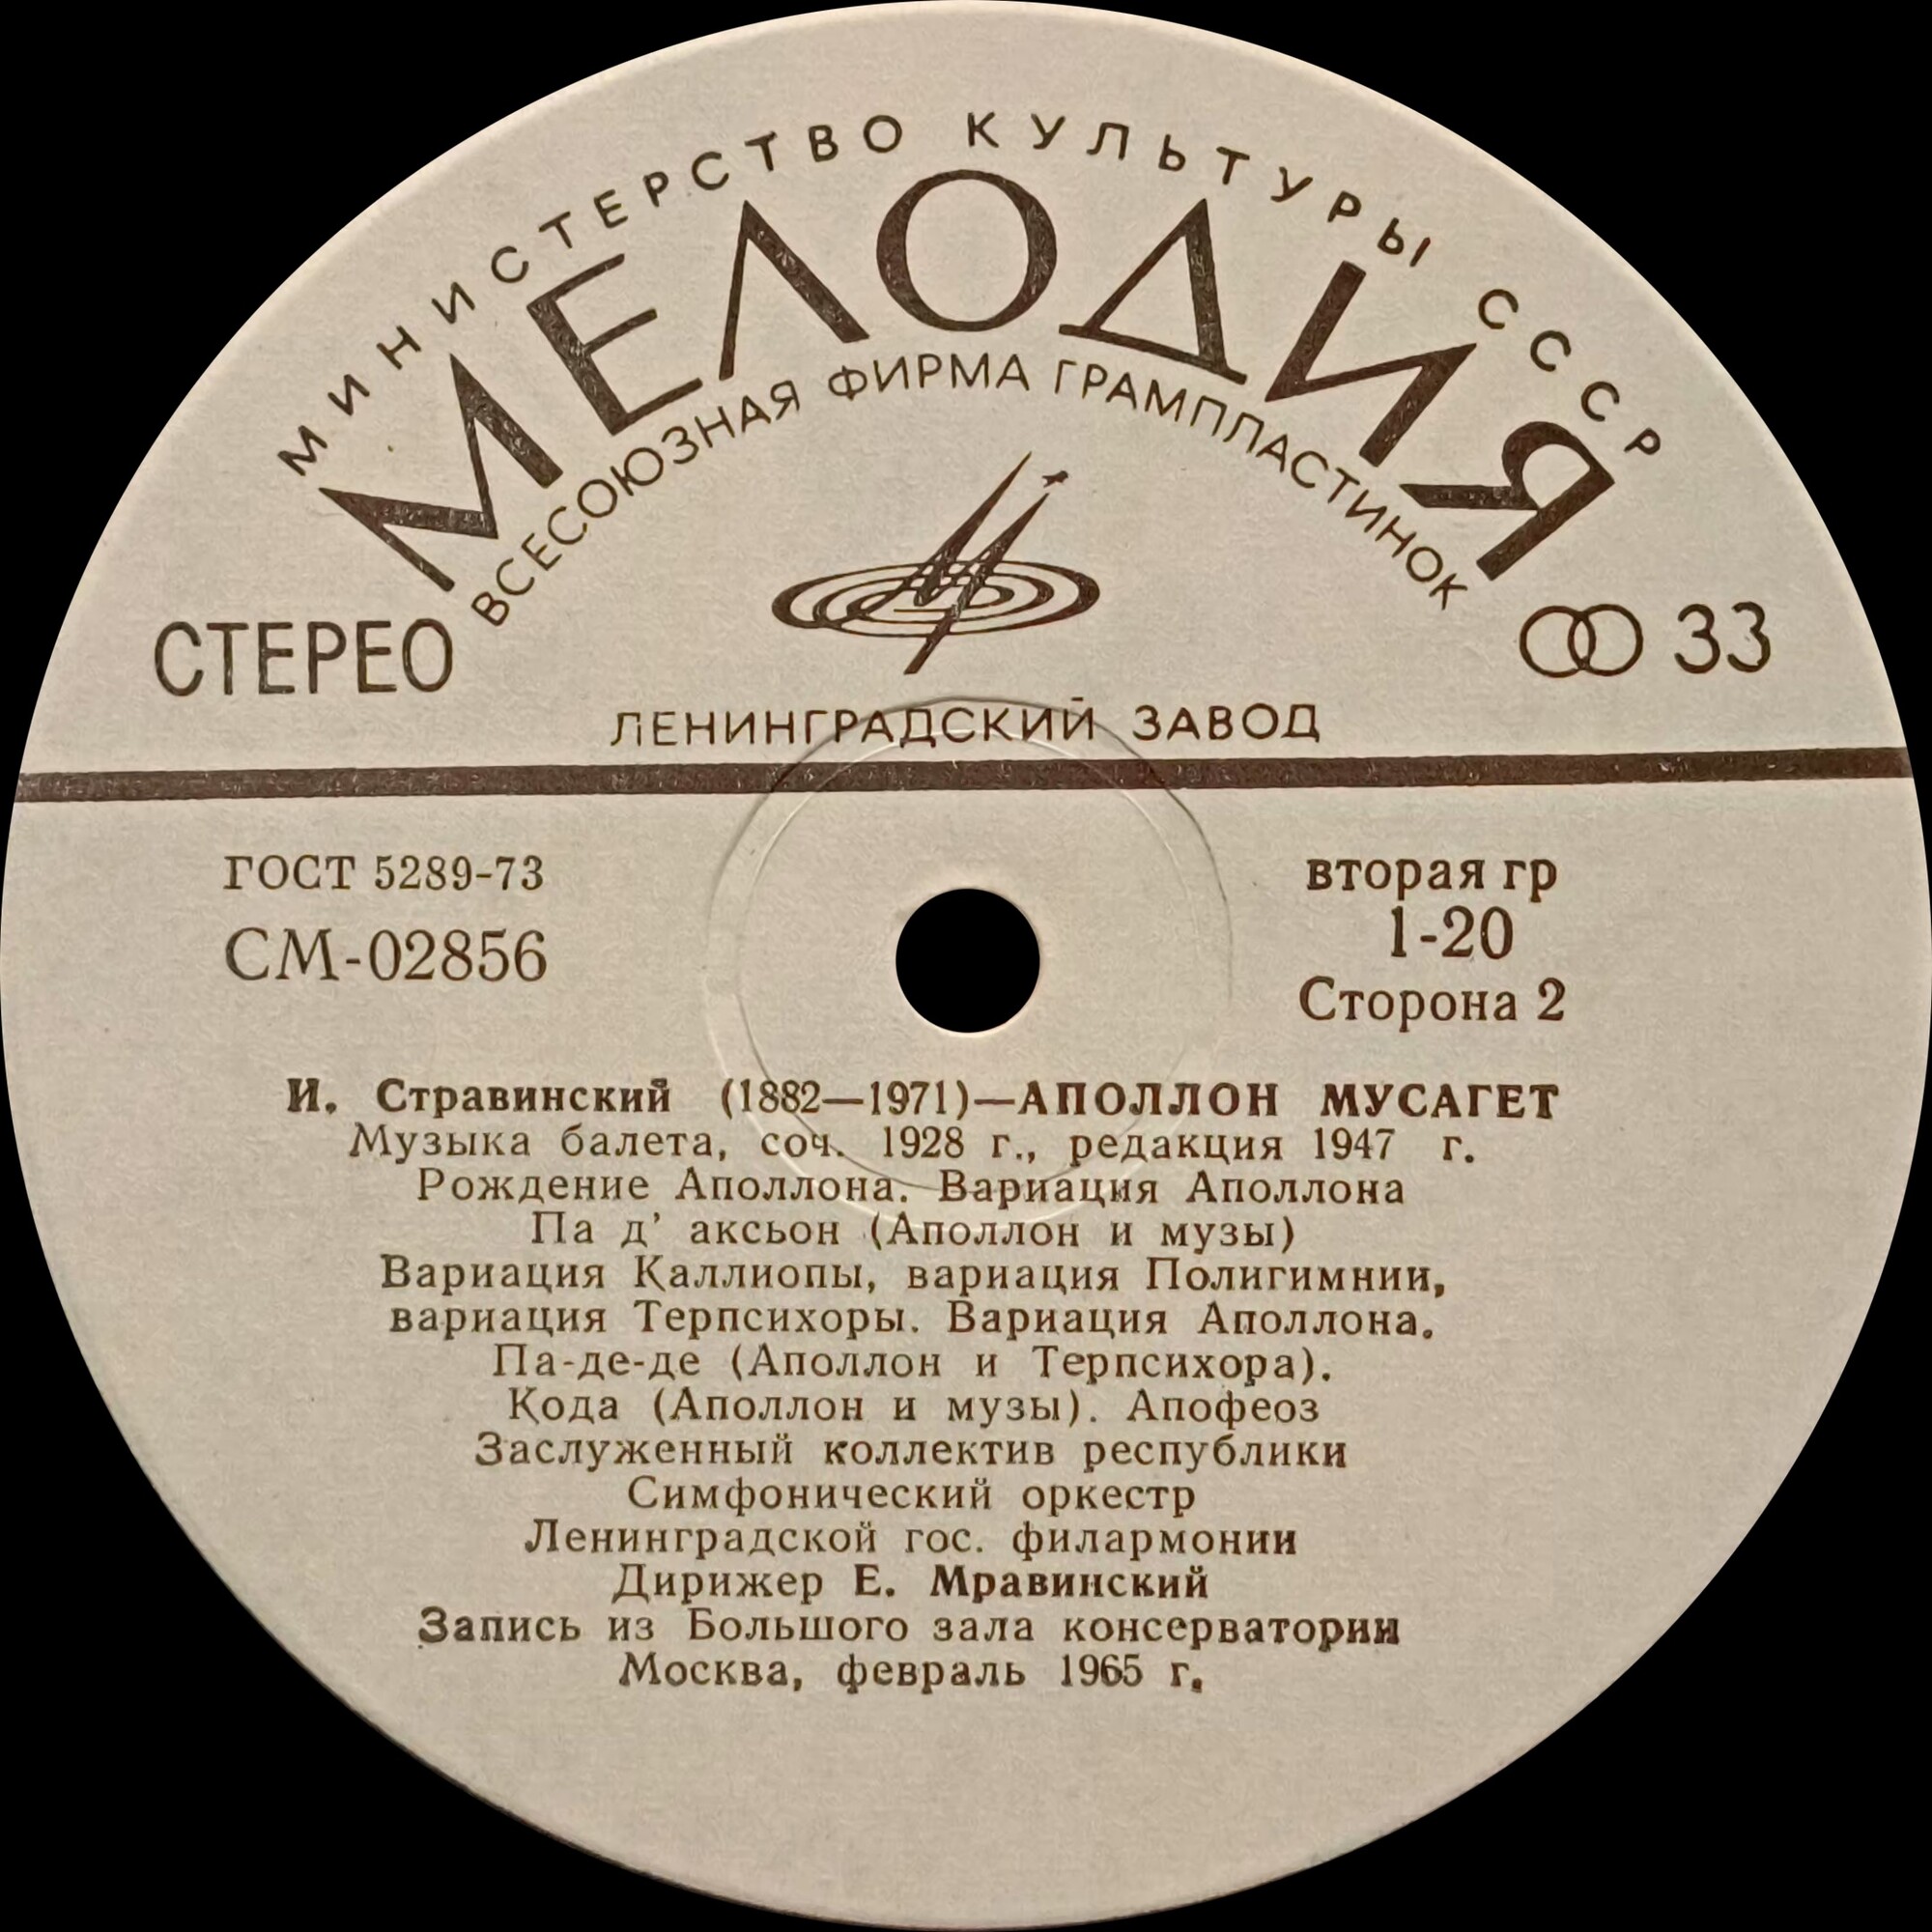 МИНИСТЕРСТВО КУЛЬТУРЫ СССР
МЕЛОДИЯ
ВСЕСОЮЗНАЯ ФИРМА ГРАМПЛАСТИНОК
СТЕРЕО
33
ЛЕНИНГРАДСКИЙ ЗАВОД
ГОСТ 5289-73
СМ-02856
вторая гр
1-20
Сторона 2
И. Стравинский (1882—1971)—АПОЛЛОН МУСАГЕТ
Музыка балета, соч. 1928 г., редакция 1947 г.
Рождение Аполлона. Вариация Аполлона
Па д' аксьон (Аполлон и музы)
Вариация Каллиопы, вариация Полигимнии,
вариация Терпсихоры. Вариация Аполлона.
Па-де-де (Аполлон и Терпсихора).
Кода (Аполлон и музы). Апофеоз
Заслуженный коллектив республики
Симфонический оркестр
Ленинградской гос. филармонии
Дирижер Е. Мравинский
Запись из Большого зала консерватории
Москва, февраль 1965 г.